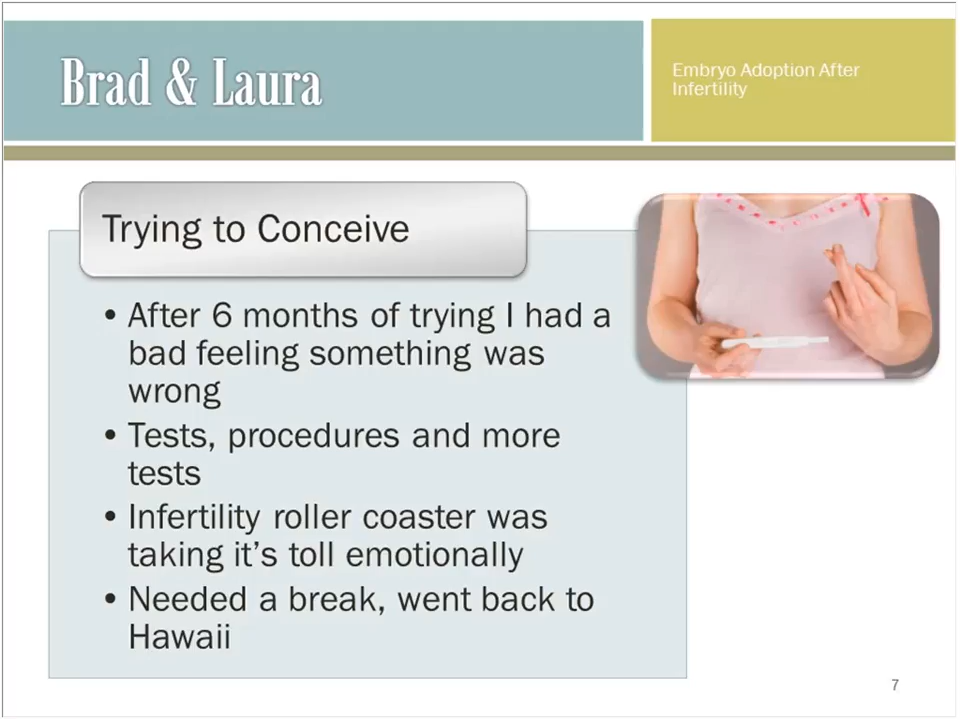 Brad & Laura
Embryo Adoption After
Infertility
Trying to Conceive
• After 6 months of trying I had a
bad feeling something was
wrong
• Tests, procedures and more
tests
• Infertility roller coaster was
taking it's toll emotionally
• Needed a break, went back to
Hawaii
7